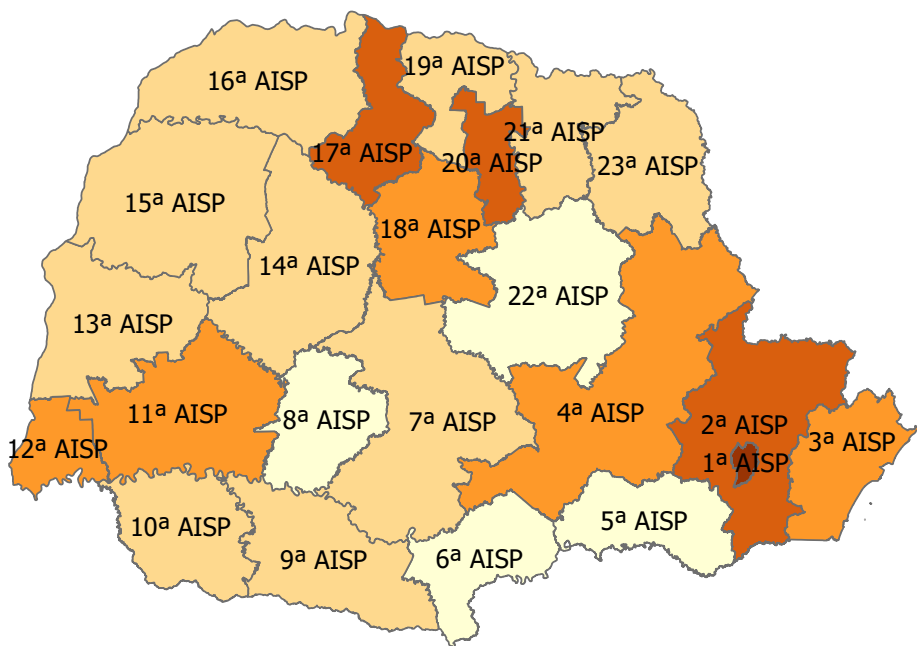 19ª AISP
16ª AISP
21ª AISP
17ª AISP
20ª AISP
23ª AISP
15ª AISP
18ª AISP
14ª AISP
22ª AISP
13ª AISP
11ª AISP
8ª AISP
7ª AISP
4ª AISP
2ª AISP
3ª AISP
12ª AISP
1ª AISP
10ª AISP
5ª AISP
9ª AISP
6ª AISP